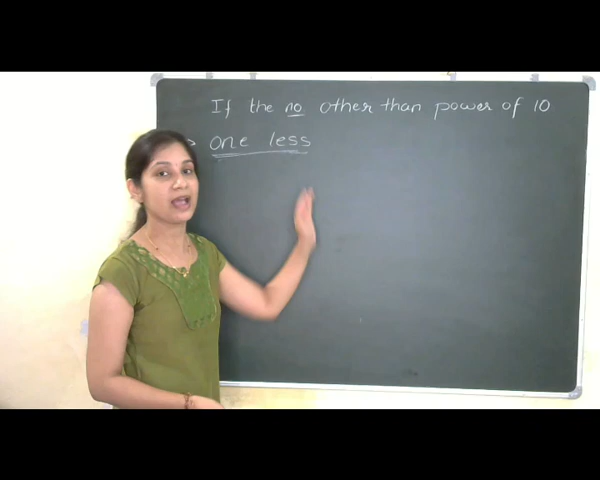 If the no other than power of 10
> one less